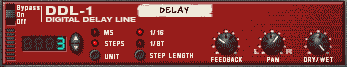 Bypass
On
Off
DDL-1
DIGITAL DELAY LINE
DELAY
3
MS
STEPS
UNIT
1/16
1/8T
STEP LENGTH
FEEDBACK
L R
PAN
DRY/WET